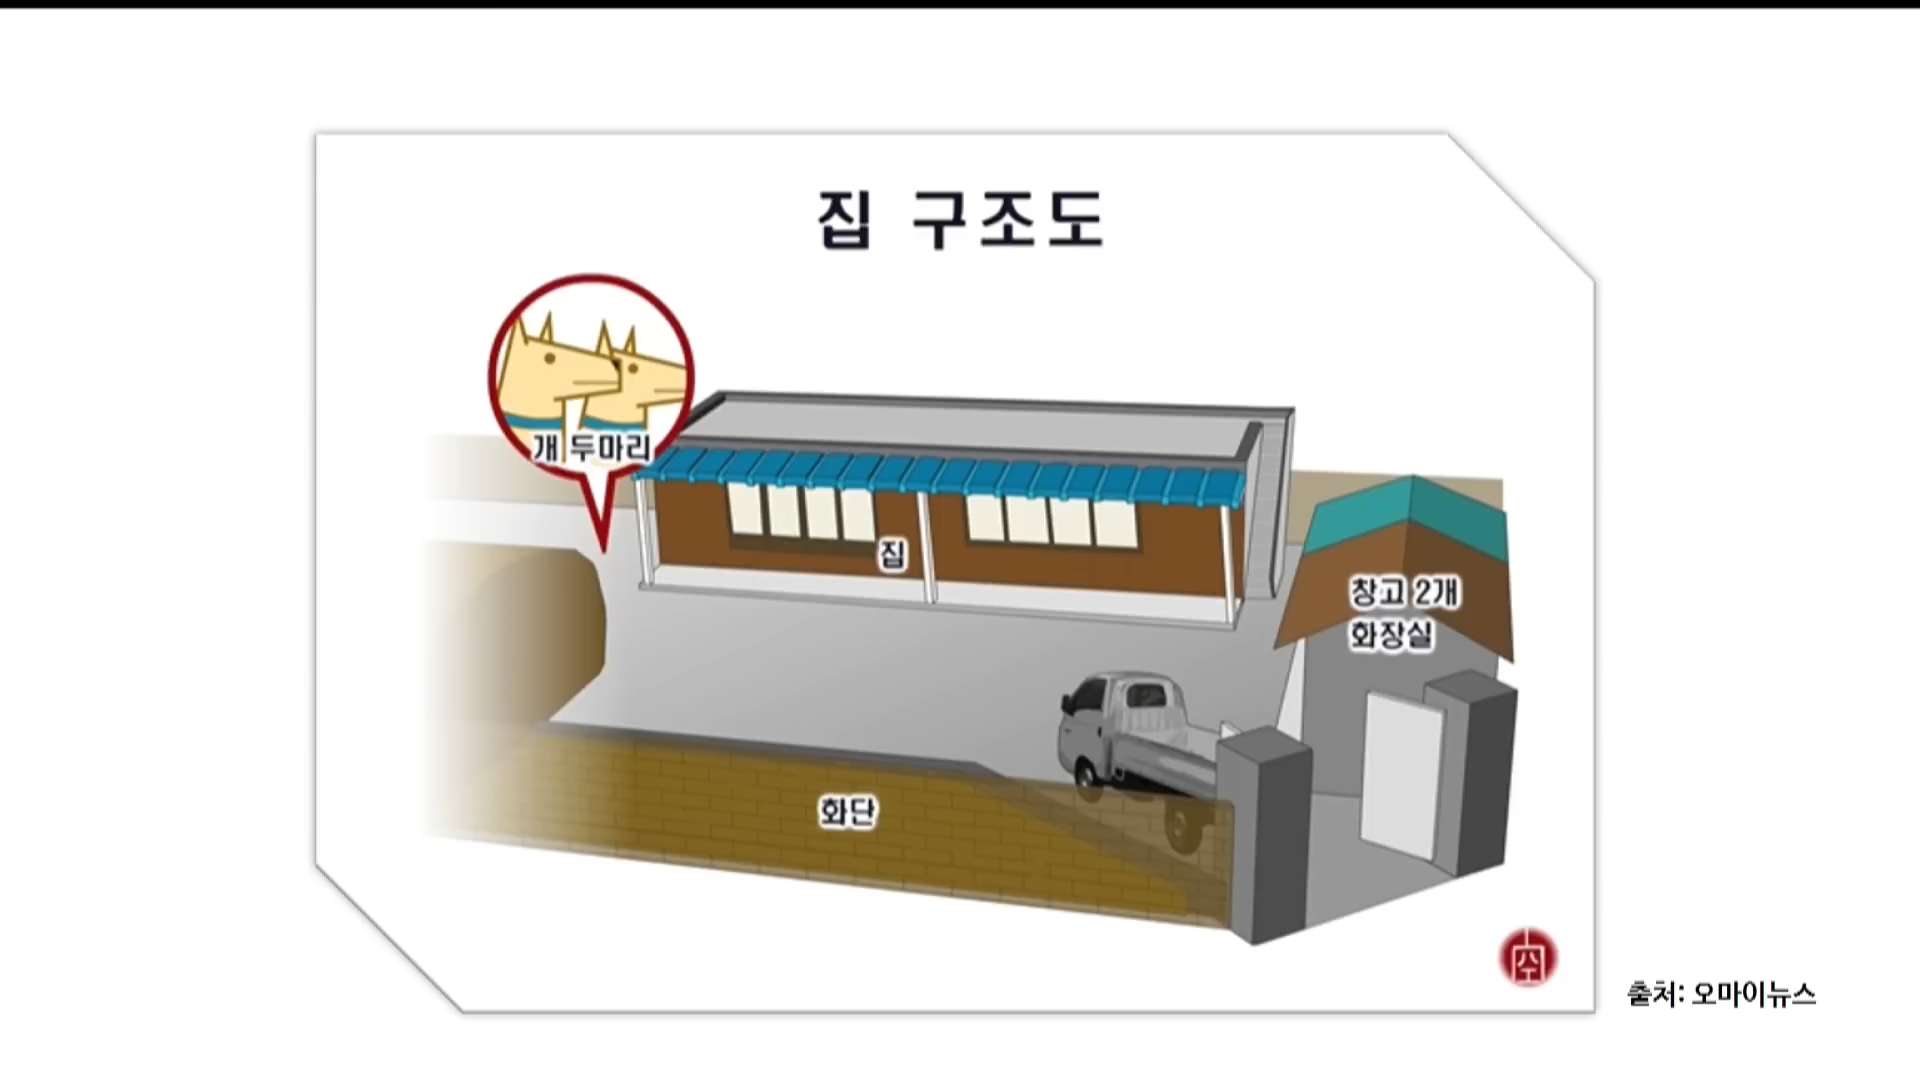 집 구조도
개 두마리
집
창고 2개
화장실
화단
출처: 오마이뉴스